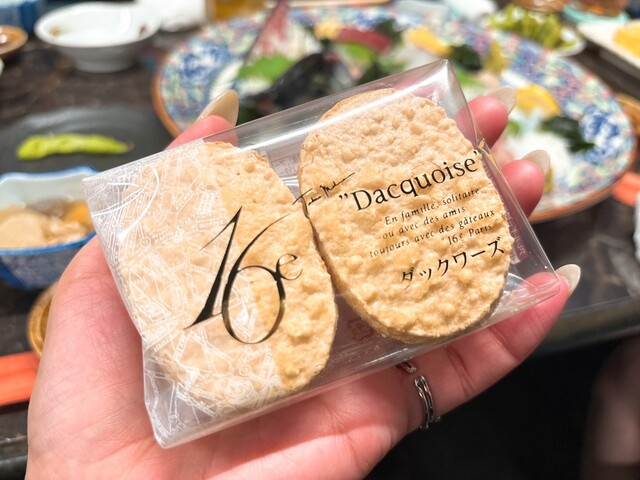 16e
"Dacquoise"
En famille, solitaire
ou avec des amis,
toujours avec des gâteaux
16e Paris.
ダックワーズ